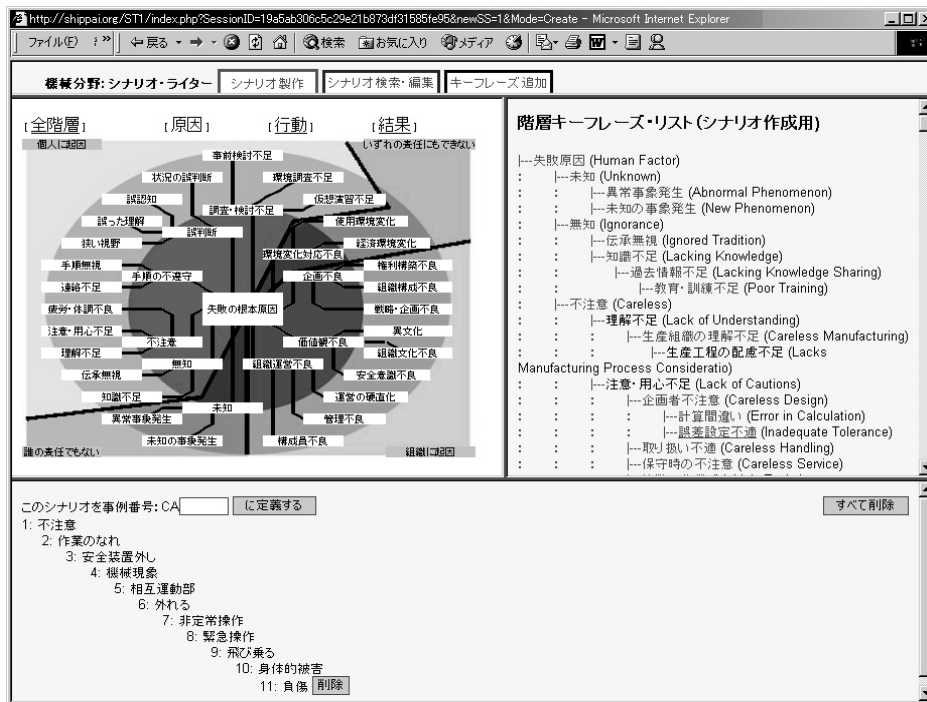 http://shippai.org/ST1/index.php?SessionID=19a5ab306c5c29e21b873df31585fe95&newSS=1&Mode=Create - Microsoft Internet Explorer
ファイル(F) » 戻る 検索 お気に入り メディア
機械分野: シナリオ・ライター シナリオ製作 シナリオ検索・編集 キーフレーズ追加
[全階層] [原因] [行動] [結果]
個人に起因 いずれの責任にもできない
事前検討不足
状況の誤判断 環境調査不足
誤認知 仮想演習不足
調査・検討不足
誤った理解 使用環境変化
誤判断
狭い視野 経済環境変化
環境変化対応不良
手順無視 権利構築不良
手順の不遵守 企画不良
連絡不足 組織構成不良
疲労・体調不良 失敗の根本原因 戦略・企画不良
注意・用心不足 異文化
不注意 価値観不良
理解不足 組織文化不良
無知 組織運営不良
伝承無視 安全意識不良
知識不足 運営の硬直化
未知
異常事象発生 管理不良
未知の事象発生 構成員不良
誰の責任でもない 組織に起因
階層キーフレーズ・リスト(シナリオ作成用)
|---失敗原因 (Human Factor)
: |---未知 (Unknown)
: : |---異常事象発生 (Abnormal Phenomenon)
: : |---未知の事象発生 (New Phenomenon)
: |---無知 (Ignorance)
: : |---伝承無視 (Ignored Tradition)
: : |---知識不足 (Lacking Knowledge)
: : : |---過去情報不足 (Lacking Knowledge Sharing)
: : : : |---教育・訓練不足 (Poor Training)
: |---不注意 (Careless)
: : |---理解不足 (Lack of Understanding)
: : : |---生産組織の理解不足 (Careless Manufacturing)
: : : : |---生産工程の配慮不足 (Lacks
Manufacturing Process Consideratio)
: : |---注意・用心不足 (Lack of Cautions)
: : : |---企画者不注意 (Careless Design)
: : : : |---計算間違い (Error in Calculation)
: : : : |---誤差設定不適 (Inadequate Tolerance)
: : : |---取り扱い不適 (Careless Handling)
: : : |---保守時の不注意 (Careless Service)
このシナリオを事例番号: CA に定義する すべて削除
1: 不注意
2: 作業のなれ
3: 安全装置外し
4: 機械現象
5: 相互運動部
6: 外れる
7: 非定常操作
8: 緊急操作
9: 飛び乗る
10: 身体的被害
11: 負傷 削除